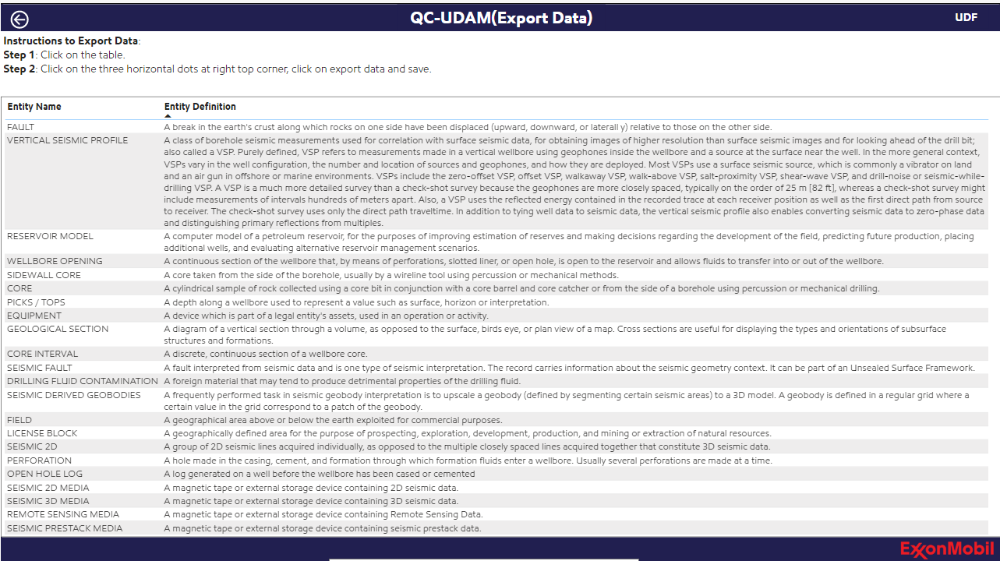 QC-UDAM(Export Data)
UDF
Instructions to Export Data:
Step 1: Click on the table.
Step 2: Click on the three horizontal dots at right top corner, click on export data and save.
Entity Name Entity Definition
FAULT A break in the earth's crust along which rocks on one side have been displaced (upward, downward, or laterall y) relative to those on the other side.
VERTICAL SEISMIC PROFILE A class of borehole seismic measurements used for correlation with surface seismic data, for obtaining images of higher resolution than surface seismic images and for looking ahead of the drill bit;
also called a VSP. Purely defined, VSP refers to measurements made in a vertical wellbore using geophones inside the wellbore and a source at the surface near the well. In the more general context,
VSPs vary in the well configuration, the number and location of sources and geophones, and how they are deployed. Most VSPs use a surface seismic source, which is commonly a vibrator on land
and an air gun in offshore or marine environments. VSPs include the zero-offset VSP, offset VSP, walkaway VSP, walk-above VSP, salt-proximity VSP, shear-wave VSP, and drill-noise or seismic-while-
drilling VSP. A VSP is a much more detailed survey than a check-shot survey because the geophones are more closely spaced, typically on the order of 25 m [82 ft], whereas a check-shot survey might
include measurements of intervals hundreds of meters apart. Also, a VSP uses the reflected energy contained in the recorded trace at each receiver position as well as the first direct path from source
to receiver. The check-shot survey uses only the direct path traveltime. In addition to tying well data to seismic data, the vertical seismic profile also enables converting seismic data to zero-phase data
and distinguishing primary reflections from multiples.
RESERVOIR MODEL A computer model of a petroleum reservoir, for the purposes of improving estimation of reserves and making decisions regarding the development of the field, predicting future production, placing
additional wells, and evaluating alternative reservoir management scenarios.
WELLBORE OPENING A continuous section of the wellbore that, by means of perforations, slotted liner, or open hole, is open to the reservoir and allows fluids to transfer into or out of the wellbore.
SIDEWALL CORE A core taken from the side of the borehole, usually by a wireline tool using percussion or mechanical methods.
CORE A cylindrical sample of rock collected using a core bit in conjunction with a core barrel and core catcher or from the side of a borehole using percussion or mechanical drilling.
PICKS / TOPS A depth along a wellbore used to represent a value such as surface, horizon or interpretation.
EQUIPMENT A device which is part of a legal entity's assets, used in an operation or activity.
GEOLOGICAL SECTION A diagram of a vertical section through a volume, as opposed to the surface, birds eye, or plan view of a map. Cross sections are useful for displaying the types and orientations of subsurface
structures and formations.
CORE INTERVAL A discrete, continuous section of a wellbore core.
SEISMIC FAULT A fault interpreted from seismic data and is one type of seismic interpretation. The record carries information about the seismic geometry context. It can be part of an Unsealed Surface Framework.
DRILLING FLUID CONTAMINATION A foreign material that may tend to produce detrimental properties of the drilling fluid.
SEISMIC DERIVED GEOBODIES A frequently performed task in seismic geobody interpretation is to upscale a geobody (defined by segmenting certain seismic areas) to a 3D model. A geobody is defined in a regular grid where a
certain value in the grid correspond to a patch of the geobody.
FIELD A geographical area above or below the earth exploited for commercial purposes.
LICENSE BLOCK A geographically defined area for the purpose of prospecting, exploration, development, production, and mining or extraction of natural resources.
SEISMIC 2D A group of 2D seismic lines acquired individually, as opposed to the multiple closely spaced lines acquired together that constitute 3D seismic data.
PERFORATION A hole made in the casing, cement, and formation through which formation fluids enter a wellbore. Usually several perforations are made at a time.
OPEN HOLE LOG A log generated on a well before the wellbore has been cased or cemented
SEISMIC 2D MEDIA A magnetic tape or external storage device containing 2D seismic data.
SEISMIC 3D MEDIA A magnetic tape or external storage device containing 3D seismic data.
REMOTE SENSING MEDIA A magnetic tape or external storage device containing Remote Sensing Data.
SEISMIC PRESTACK MEDIA A magnetic tape or external storage device containing seismic prestack data.
ExxonMobil